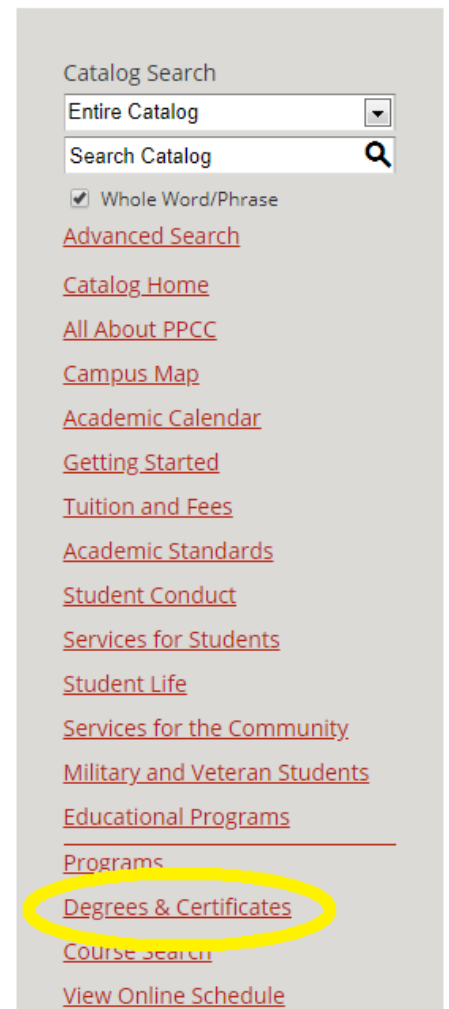 Catalog Search
Entire Catalog
Search Catalog
Whole Word/Phrase
Advanced Search
Catalog Home
All About PPCC
Campus Map
Academic Calendar
Getting Started
Tuition and Fees
Academic Standards
Student Conduct
Services for Students
Student Life
Services for the Community
Military and Veteran Students
Educational Programs
Programs
Degrees & Certificates
Course Search
View Online Schedule